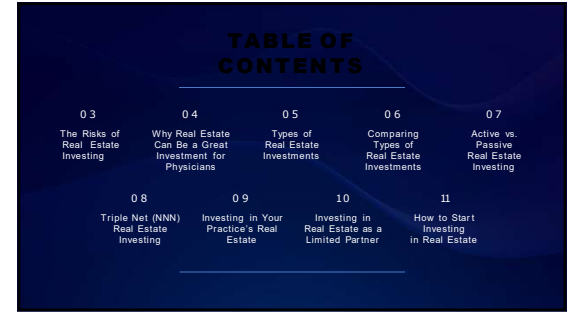 TABLE OF
CONTENTS
03
The Risks of
Real Estate
Investing
04
Why Real Estate
Can Be a Great
Investment for
Physicians
05
Types of
Real Estate
Investments
06
Comparing
Types of
Real Estate
Investments
07
Active vs.
Passive
Real Estate
Investing
08
Triple Net (NNN)
Real Estate
Investing
09
Investing in Your
Practice's Real
Estate
10
Investing in
Real Estate as a
Limited Partner
11
How to Start
Investing
in Real Estate